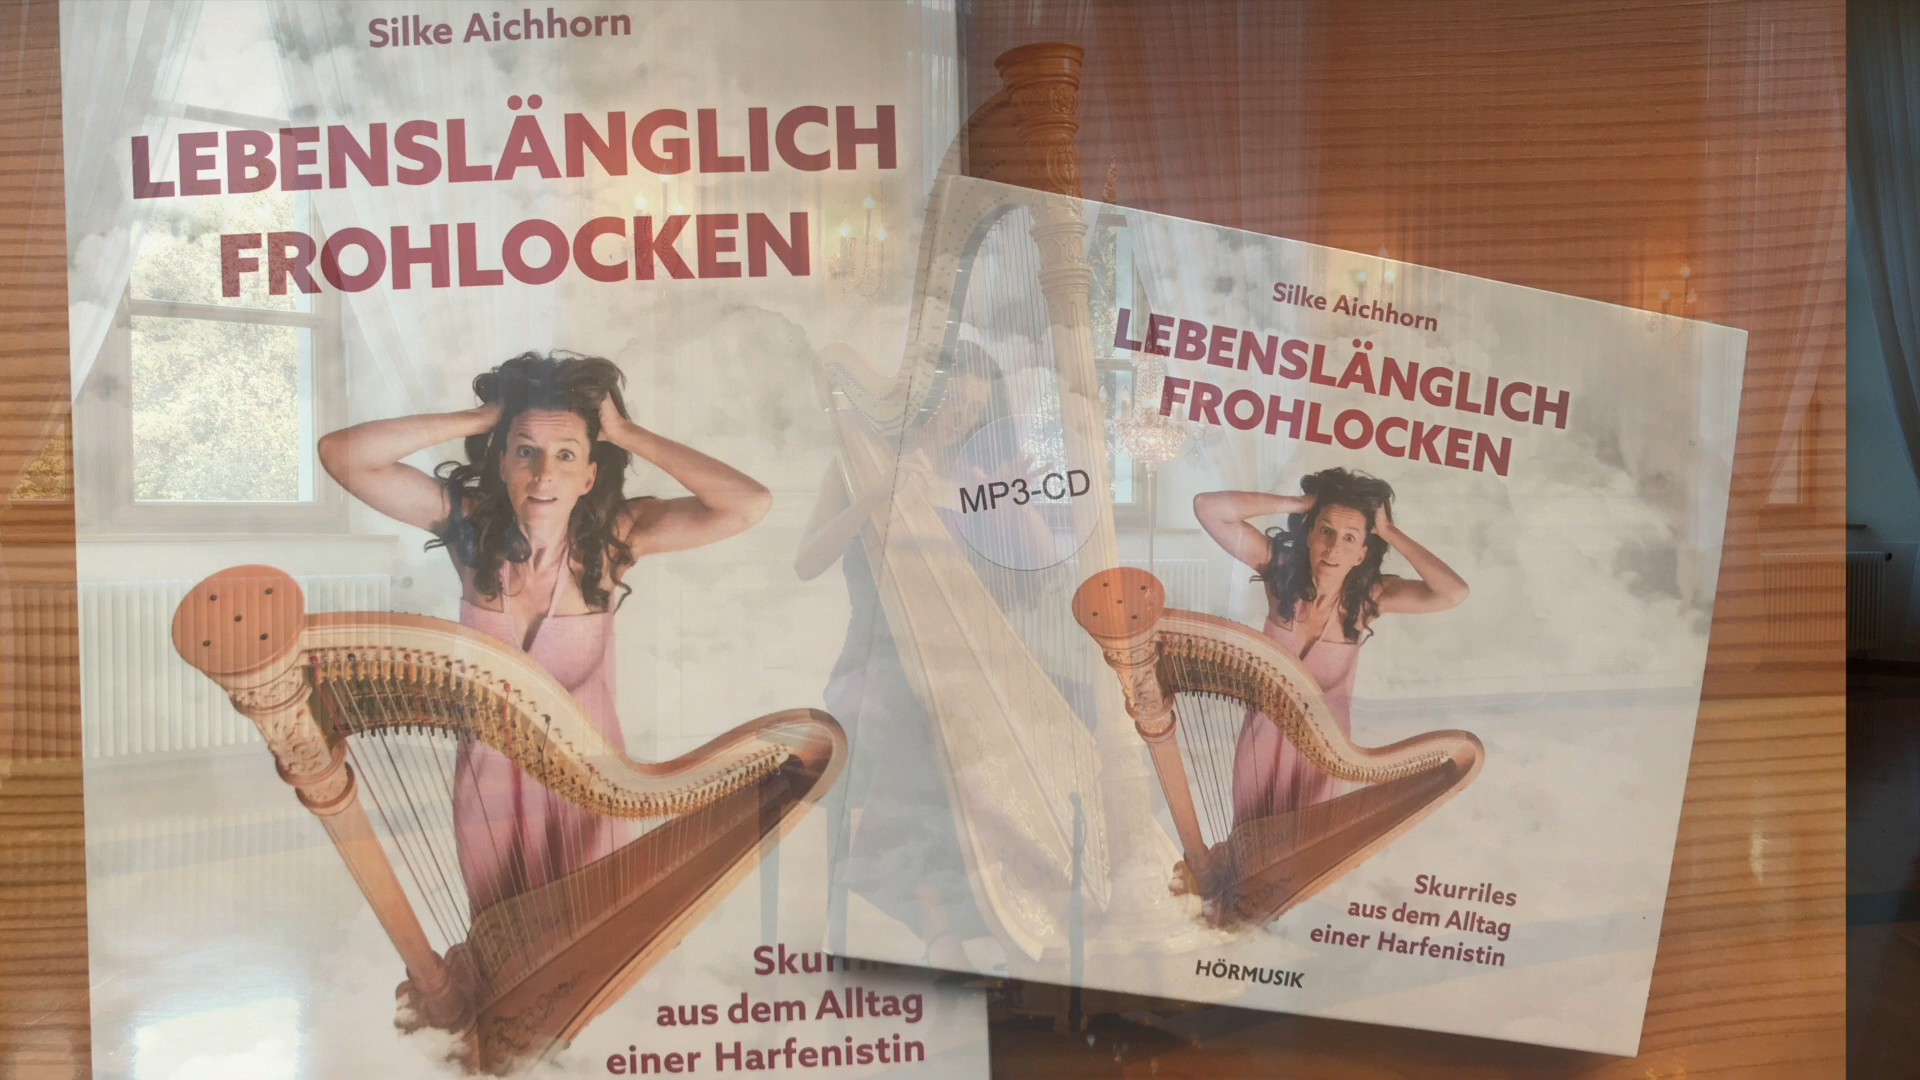 Silke Aichhorn
LEBENSLÄNGLICH
FROHLOCKEN
aus dem Alltag
einer Harfenistin
MP3-CD
Silke Aichhorn
LEBENSLÄNGLICH
FROHLOCKEN
Skurriles
aus dem Alltag
einer Harfenistin
HÖRMUSIK